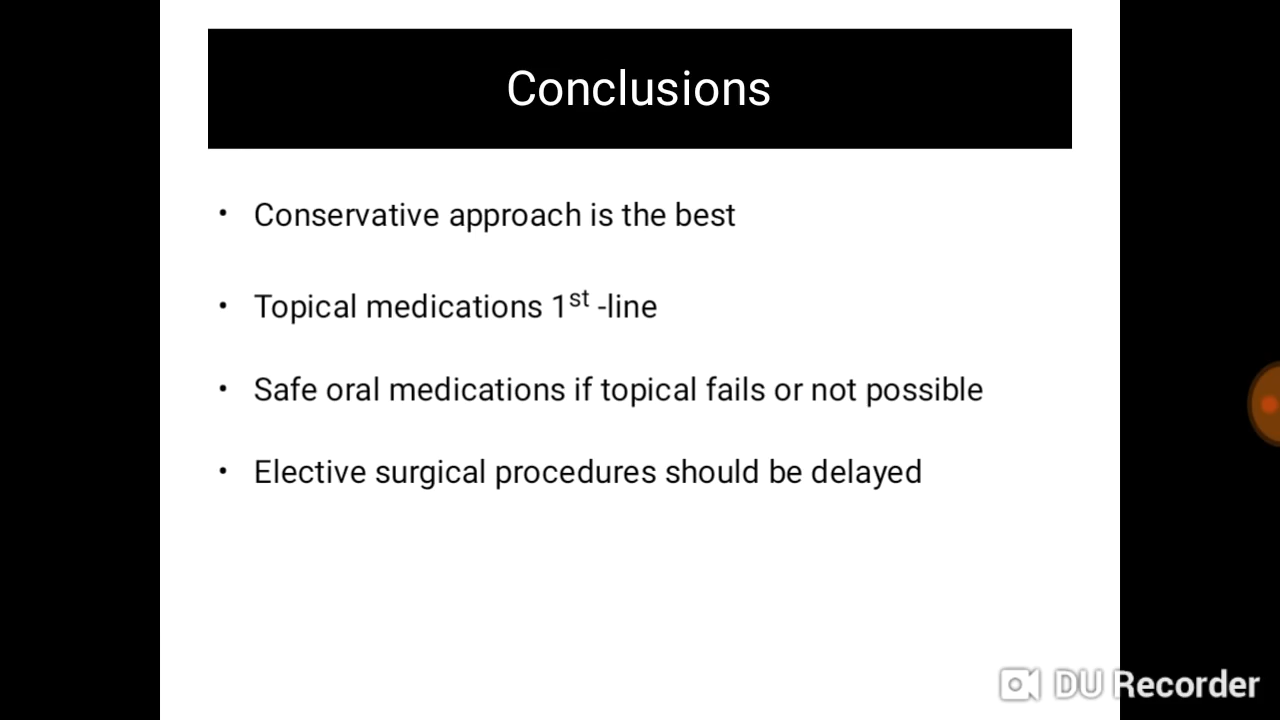 Conclusions
• Conservative approach is the best
• Topical medications 1st -line
• Safe oral medications if topical fails or not possible
• Elective surgical procedures should be delayed
DU Recorder